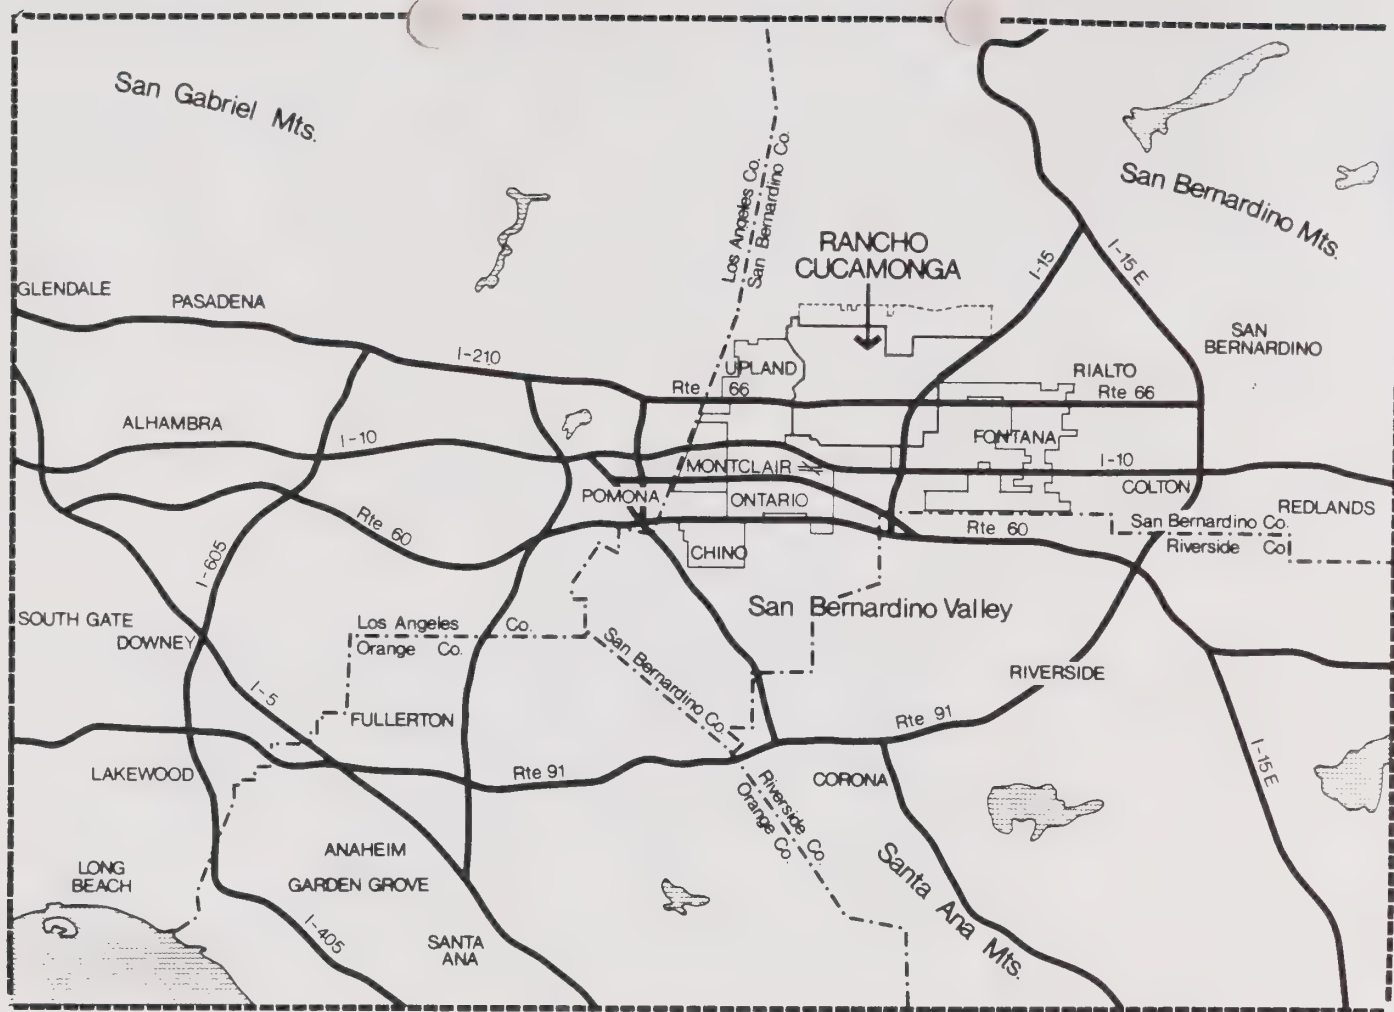 San Gabriel Mts.
San Bernardino Mts.
Los Angeles Co.
San Bernardino Co.
RANCHO
CUCAMONGA
I-15
I-15 E
GLENDALE
PASADENA
I-210
UPLAND
SAN
BERNARDINO
RIALTO
Rte 66
Rte 66
ALHAMBRA
I-10
FONTANA
MONTCLAIR
I-10
POMONA
ONTARIO
COLTON
REDLANDS
Rte 60
Rte 60
San Bernardino Co.
Riverside Co.
CHINO
I-605
San Bernardino Valley
SOUTH GATE
DOWNEY
Los Angeles Co.
Orange Co.
San Bernardino Co.
RIVERSIDE
I-5
FULLERTON
Rte 91
LAKEWOOD
Rte 91
CORONA
I-15 E
Riverside Co.
Orange Co.
ANAHEIM
GARDEN GROVE
LONG
BEACH
Santa Ana Mts.
I-405
SANTA
ANA